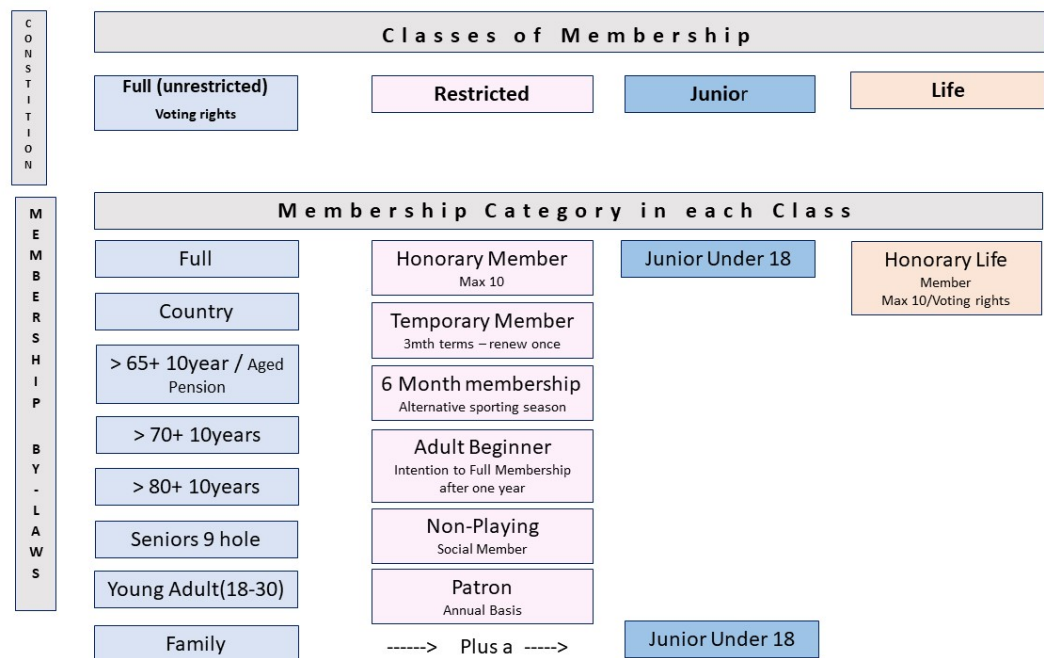 CONSTITION
Classes of Membership
Full (unrestricted)
Voting rights
Restricted
Junior
Life
MEMBERSHIP BY-LAWS
Membership Category in each Class
Full
Country
> 65+ 10year / Aged
Pension
> 70+ 10years
> 80+ 10years
Seniors 9 hole
Young Adult(18-30)
Family
Honorary Member
Max 10
Temporary Member
3mth terms – renew once
6 Month membership
Alternative sporting season
Adult Beginner
Intention to Full Membership
after one year
Non-Playing
Social Member
Patron
Annual Basis
------> Plus a ----->
Junior Under 18
Junior Under 18
Honorary Life
Member
Max 10/Voting rights